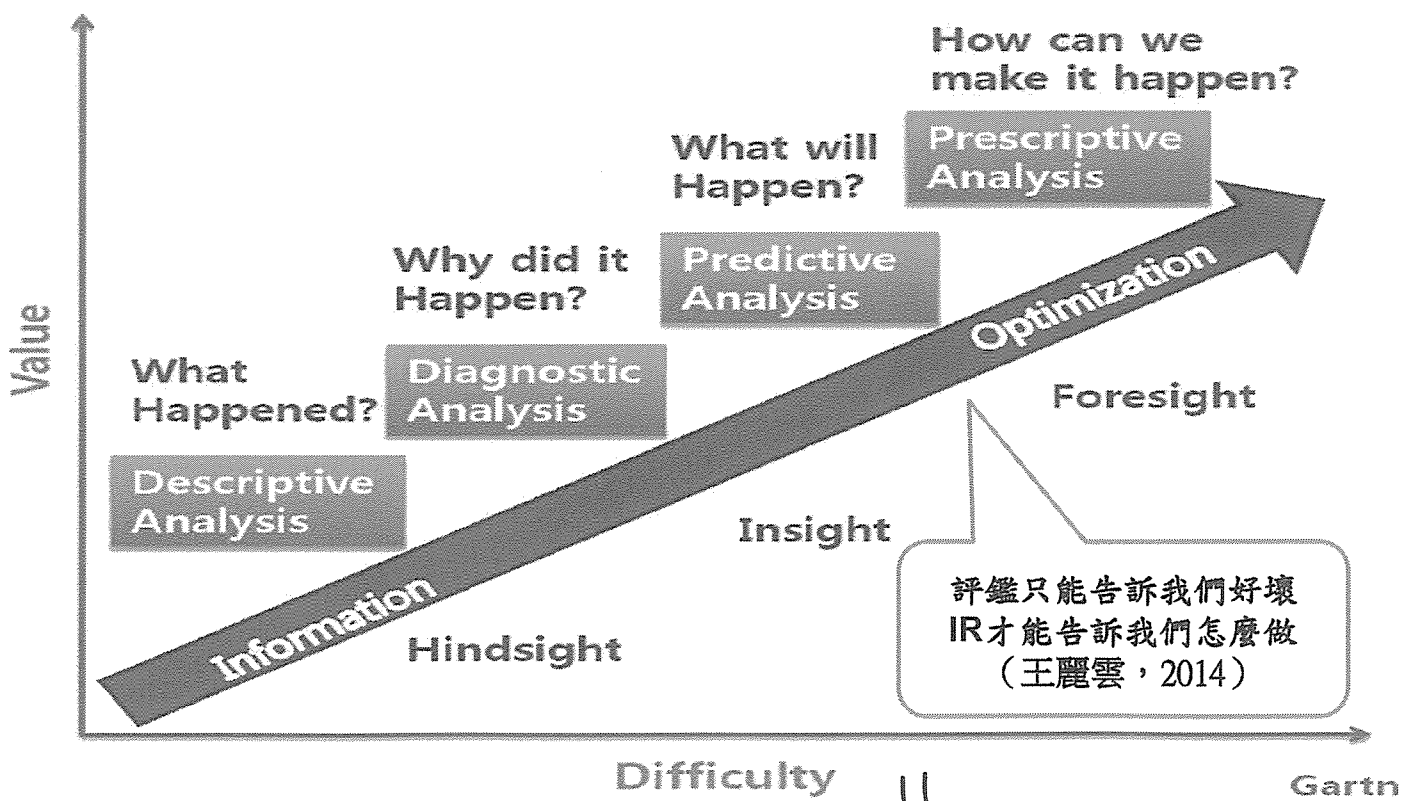 How can we
make it happen?
Prescriptive
Analysis
What will
Happen?
Predictive
Analysis
Why did it
Happen?
Diagnostic
Analysis
What
Happened?
Descriptive
Analysis
Value
Information
Optimization
Hindsight
Insight
Foresight
評鑑只能告訴我們好壞
IR才能告訴我們怎麼做
（王麗雲，2014）
Difficulty
Gartn